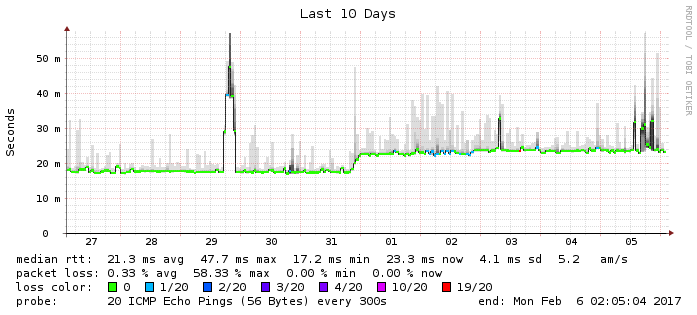 Last 10 Days
RRDTOOL / TOBI OETIKER
Seconds
50 m
40 m
30 m
20 m
10 m
0
27 28 29 30 31 01 02 03 04 05
median rtt: 21.3 ms avg 47.7 ms max 17.2 ms min 23.3 ms now 4.1 ms sd 5.2 am/s
packet loss: 0.33 % avg 58.33 % max 0.00 % min 0.00 % now
loss color: 0 1/20 2/20 3/20 4/20 10/20 19/20
probe: 20 ICMP Echo Pings (56 Bytes) every 300s end: Mon Feb 6 02:05:04 2017